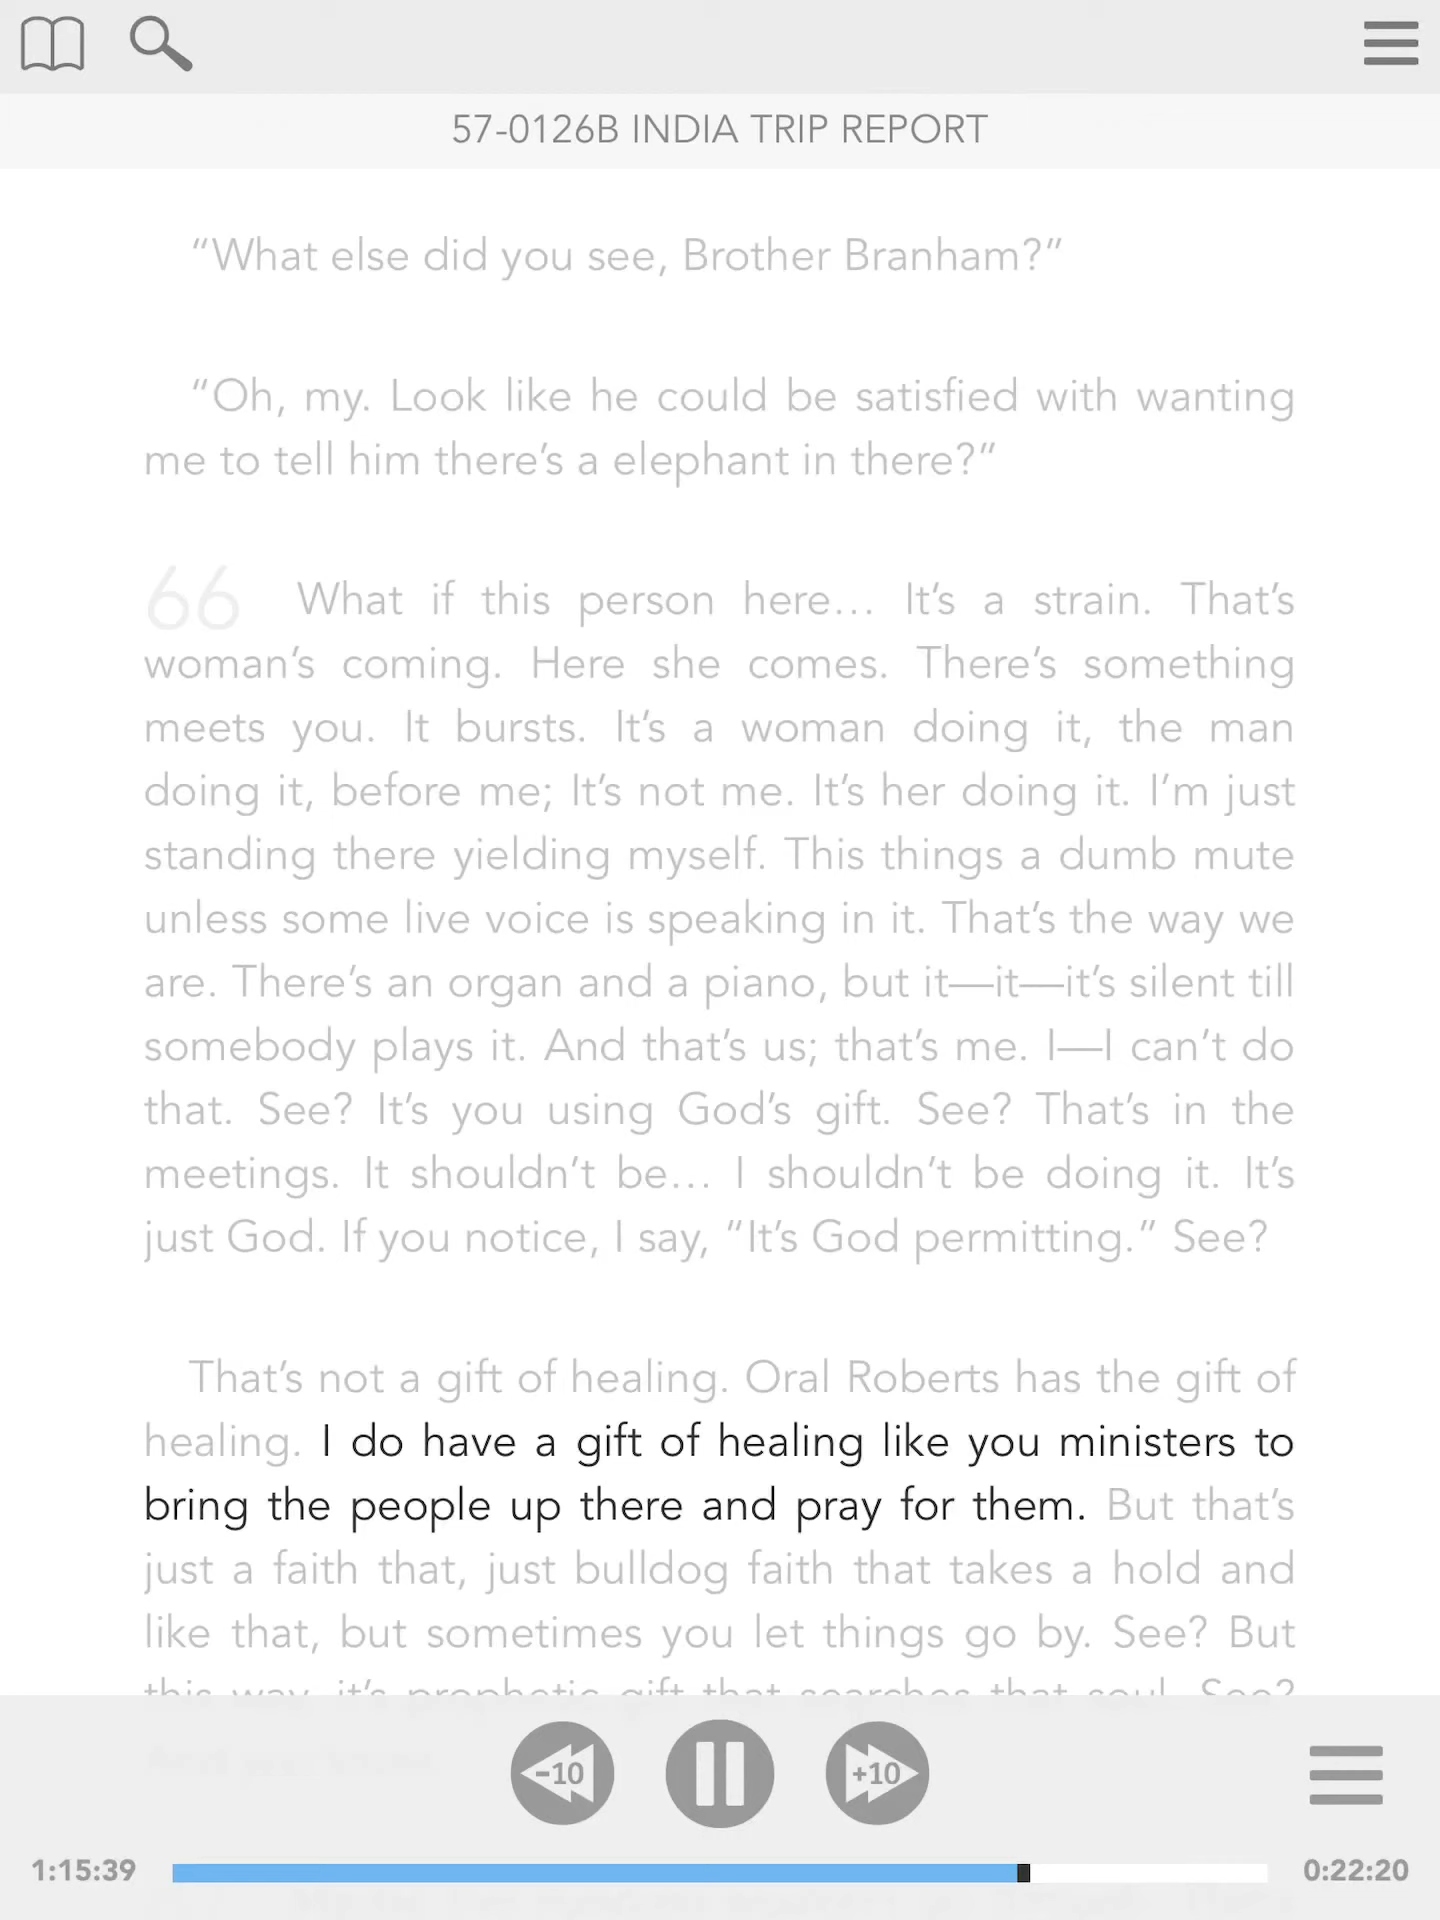 57-0126B INDIA TRIP REPORT
“What else did you see, Brother Branham?”
“Oh, my. Look like he could be satisfied with wanting
me to tell him there’s a elephant in there?”
66 What if this person here… It’s a strain. That’s
woman’s coming. Here she comes. There’s something
meets you. It bursts. It’s a woman doing it, the man
doing it, before me; It’s not me. It’s her doing it. I’m just
standing there yielding myself. This things a dumb mute
unless some live voice is speaking in it. That’s the way we
are. There’s an organ and a piano, but it—it—it’s silent till
somebody plays it. And that’s us; that’s me. I—I can’t do
that. See? It’s you using God’s gift. See? That’s in the
meetings. It shouldn’t be… I shouldn’t be doing it. It’s
just God. If you notice, I say, “It’s God permitting.” See?
That’s not a gift of healing. Oral Roberts has the gift of
healing. I do have a gift of healing like you ministers to
bring the people up there and pray for them. But that’s
just a faith that, just bulldog faith that takes a hold and
like that, but sometimes you let things go by. See? But
this way, it’s prophetic gift that searches that soul. See?
-10 +10
1:15:39 0:22:20